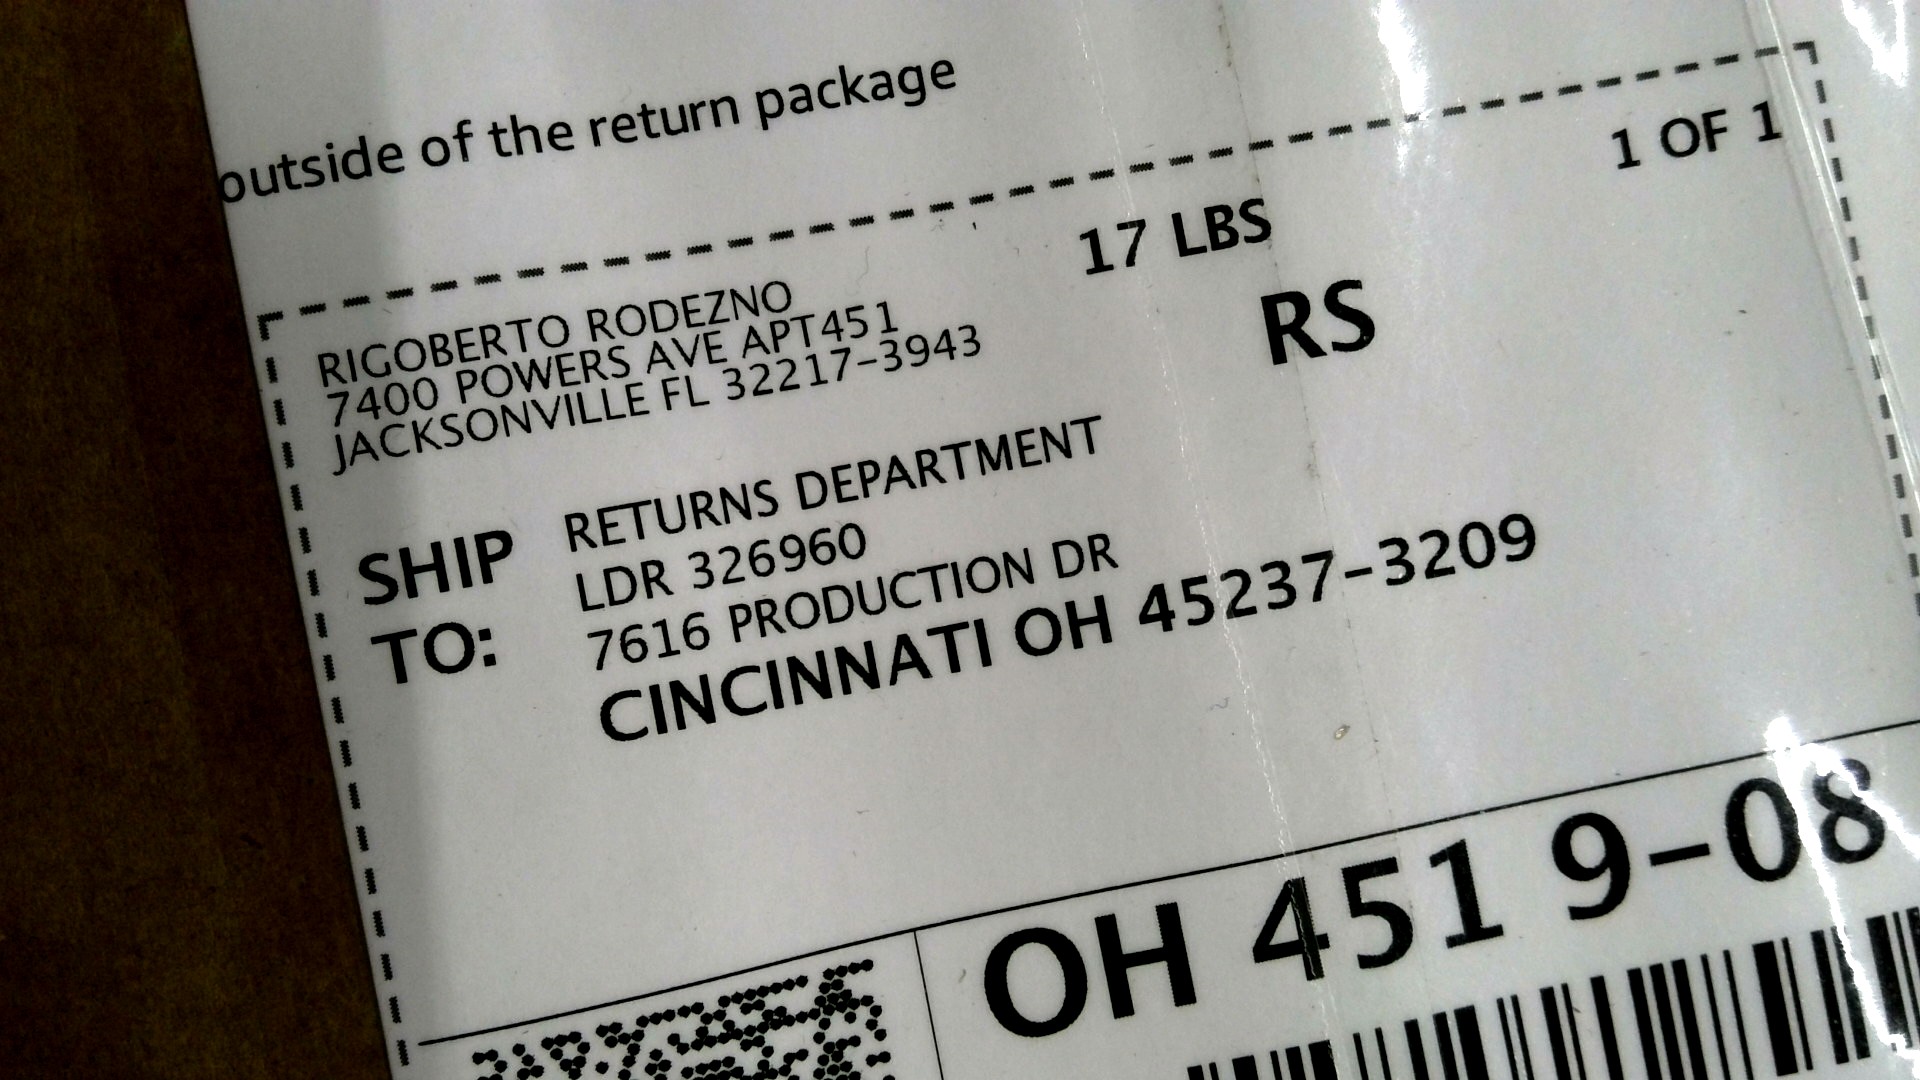 outside of the return package
1 OF 1
17 LBS
RS
RIGOBERTO RODEZNO
7400 POWERS AVE APT451
JACKSONVILLE FL 32217-3943
SHIP TO:
RETURNS DEPARTMENT
LDR 326960
7616 PRODUCTION DR
CINCINNATI OH 45237-3209
OH 451 9-08